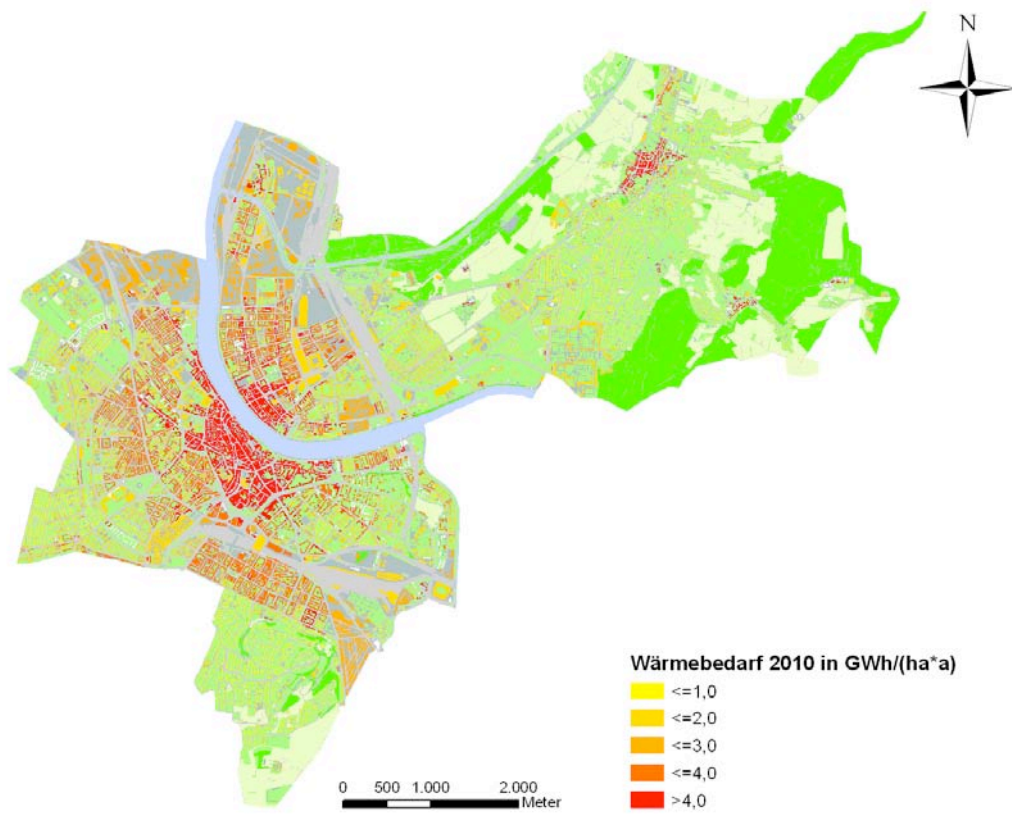 N
Wärmebedarf 2010 in GWh/(ha*a)
<=1,0
<=2,0
<=3,0
<=4,0
>4,0
0 500 1.000 2.000
Meter